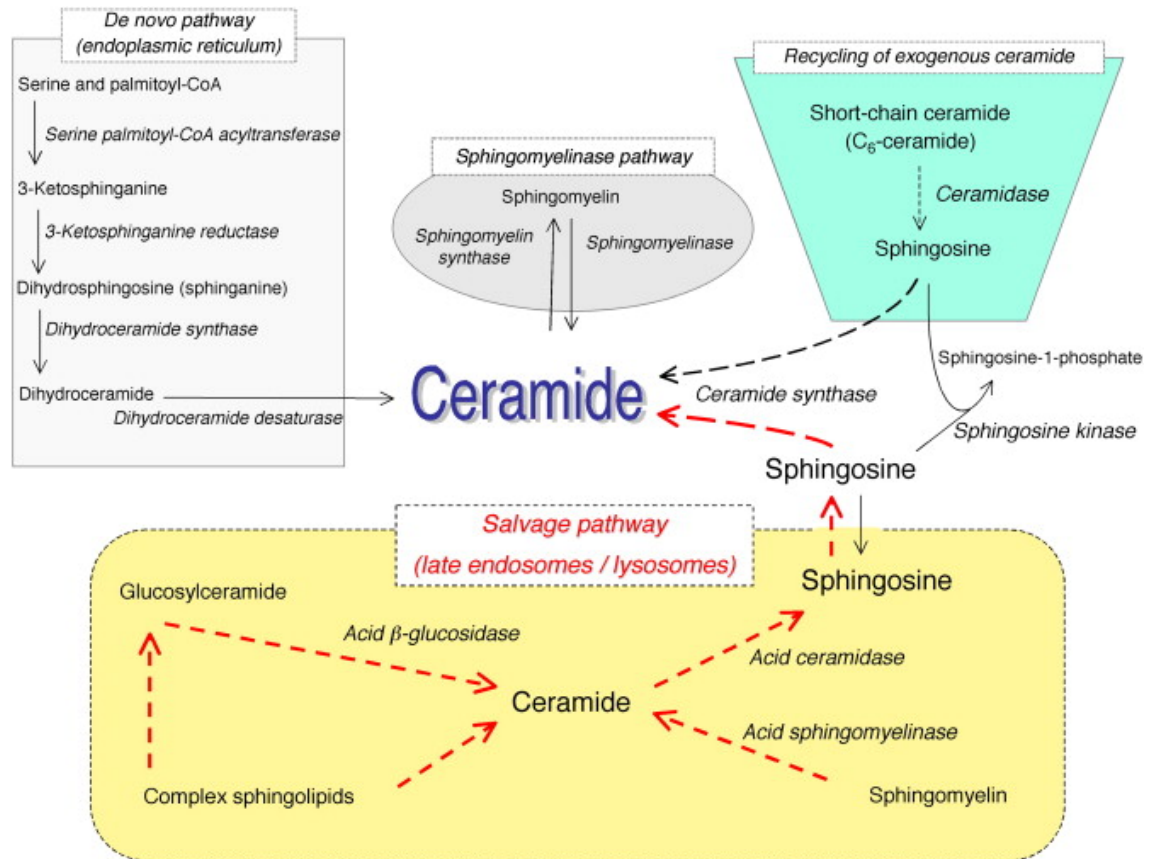 De novo pathway
(endoplasmic reticulum)
Serine and palmitoyl-CoA
Serine palmitoyl-CoA acyltransferase
3-Ketosphinganine
3-Ketosphinganine reductase
Dihydrosphingosine (sphinganine)
Dihydroceramide synthase
Dihydroceramide
Dihydroceramide desaturase
Sphingomyelinase pathway
Sphingomyelin
Sphingomyelin
synthase
Sphingomyelinase
Recycling of exogenous ceramide
Short-chain ceramide
(C₆-ceramide)
Ceramidase
Sphingosine
Sphingosine-1-phosphate
Sphingosine kinase
Ceramide
Ceramide synthase
Sphingosine
Salvage pathway
(late endosomes / lysosomes)
Sphingosine
Glucosylceramide
Acid β-glucosidase
Acid ceramidase
Ceramide
Acid sphingomyelinase
Complex sphingolipids
Sphingomyelin